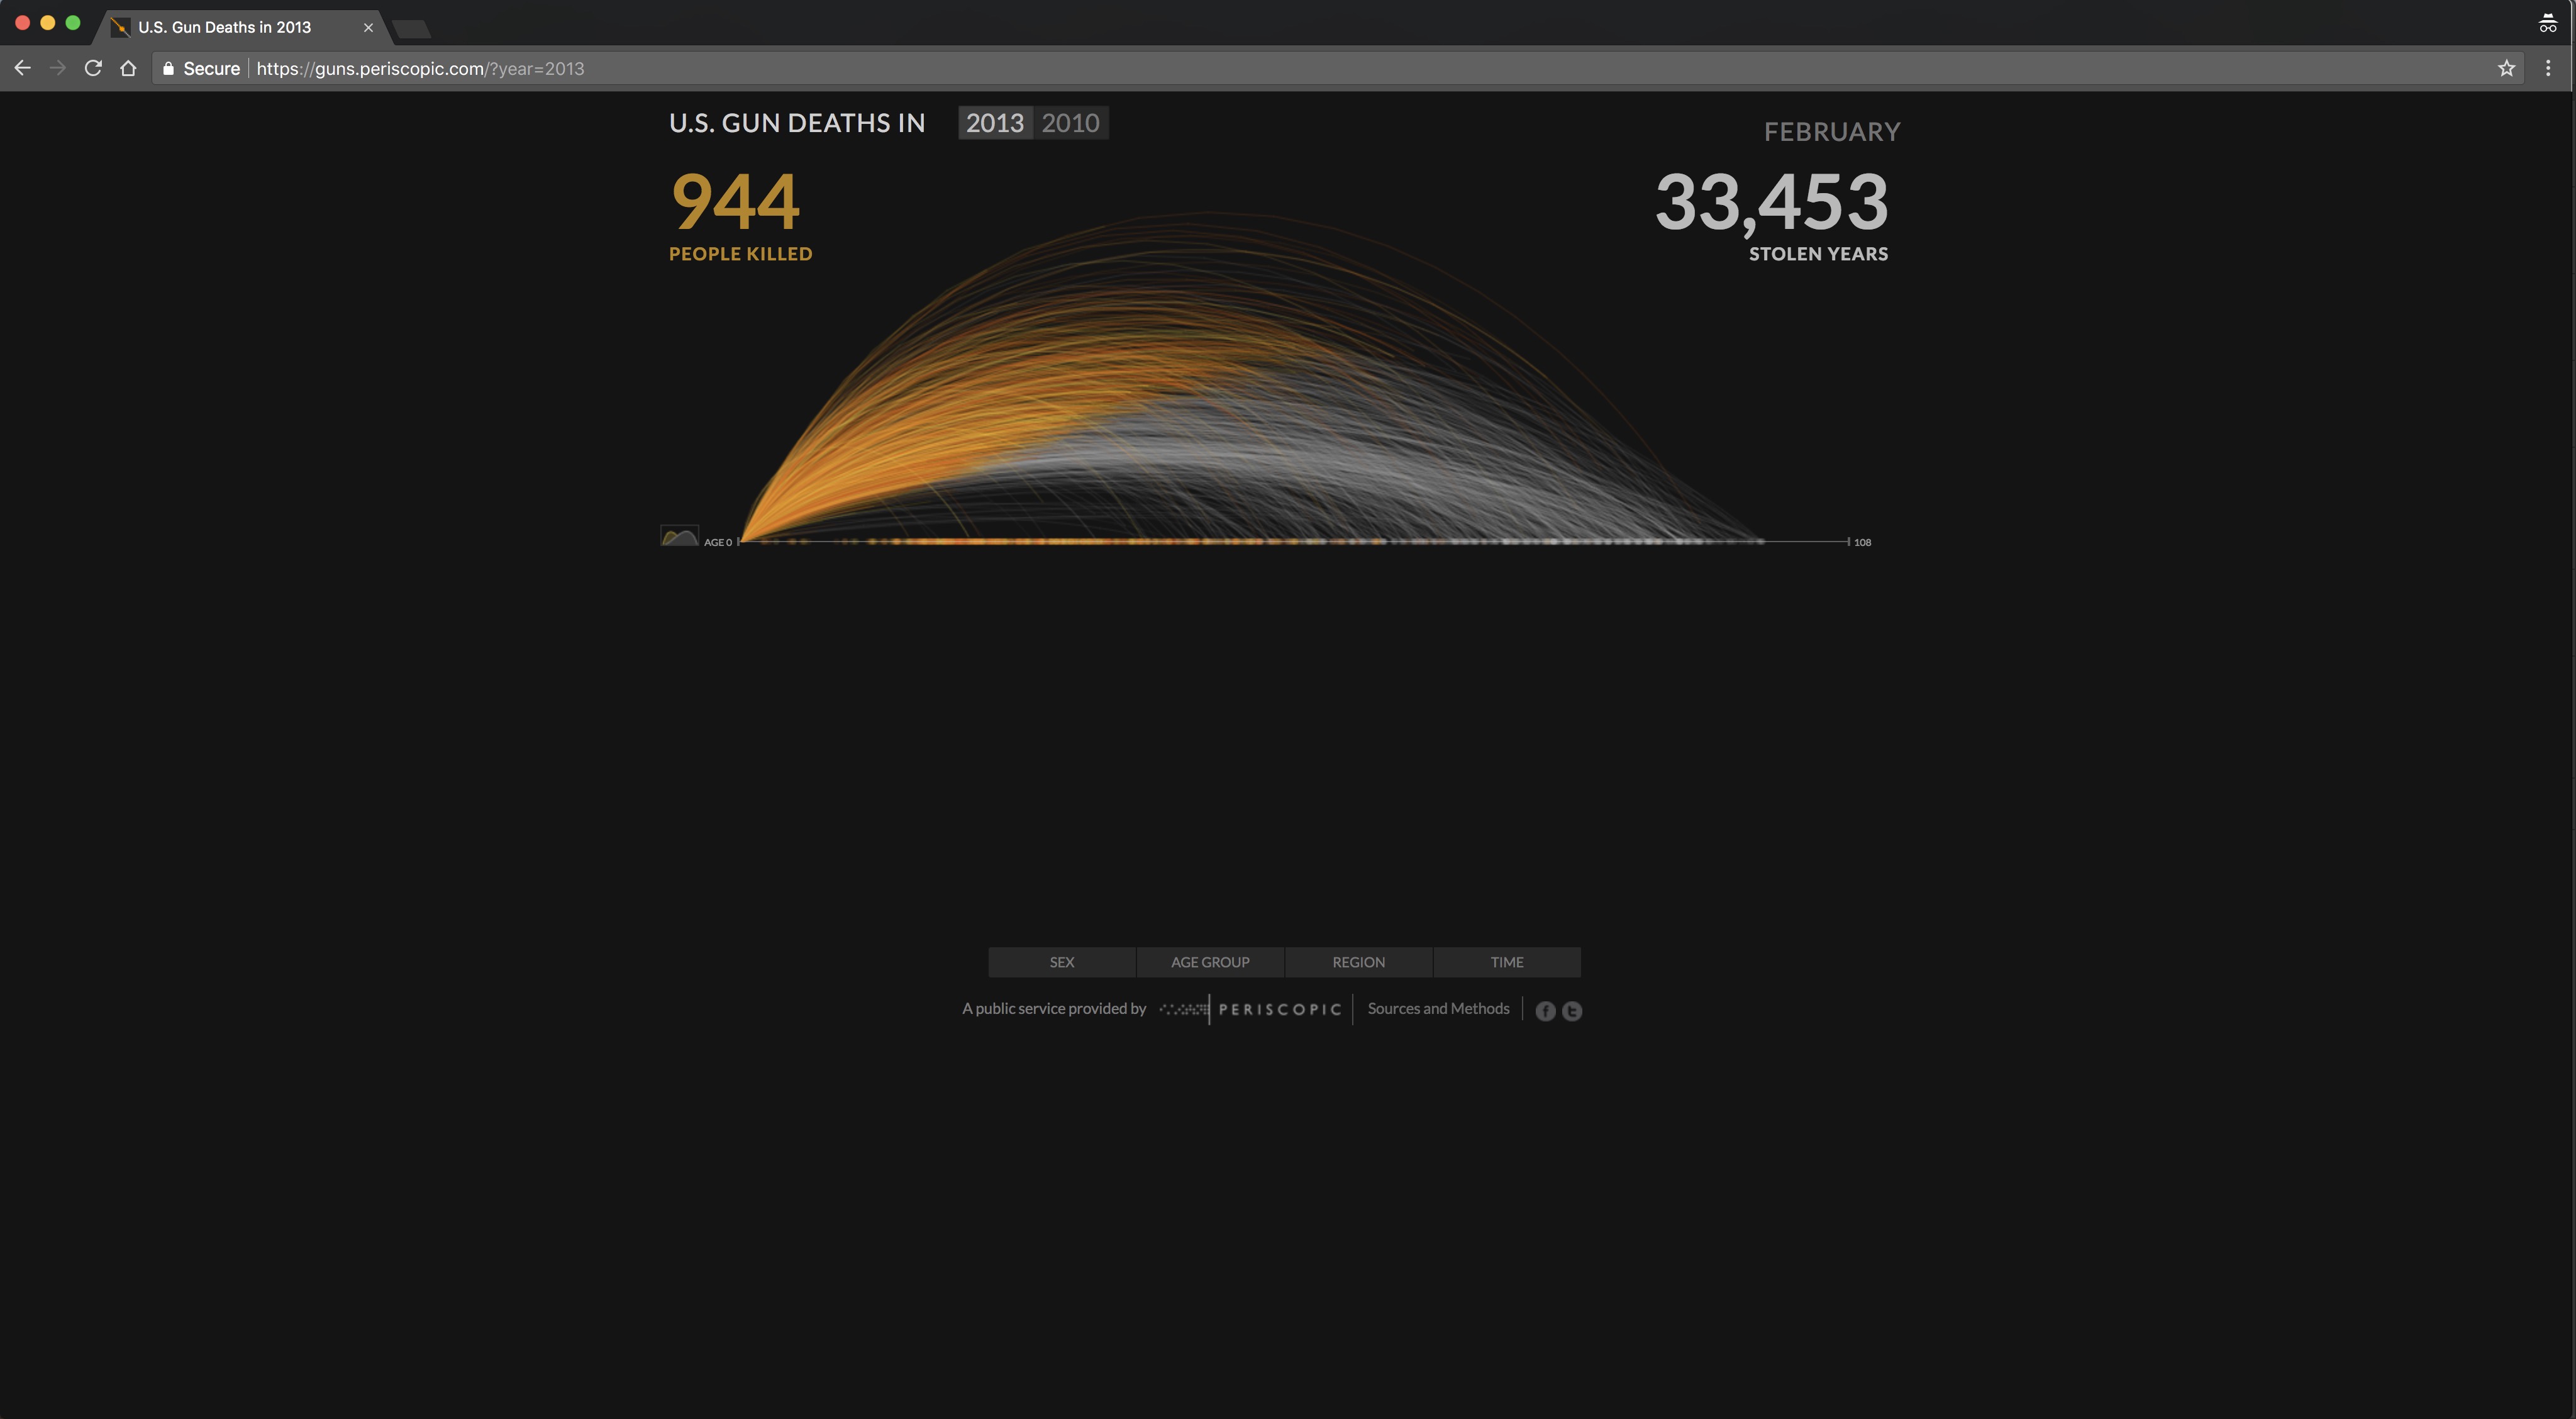 U.S. Gun Deaths in 2013
Secure https://guns.periscopic.com/?year=2013
U.S. GUN DEATHS IN 2013 2010
FEBRUARY
944
PEOPLE KILLED
33,453
STOLEN YEARS
AGE 0
108
SEX AGE GROUP REGION TIME
A public service provided by PERISCOPIC Sources and Methods